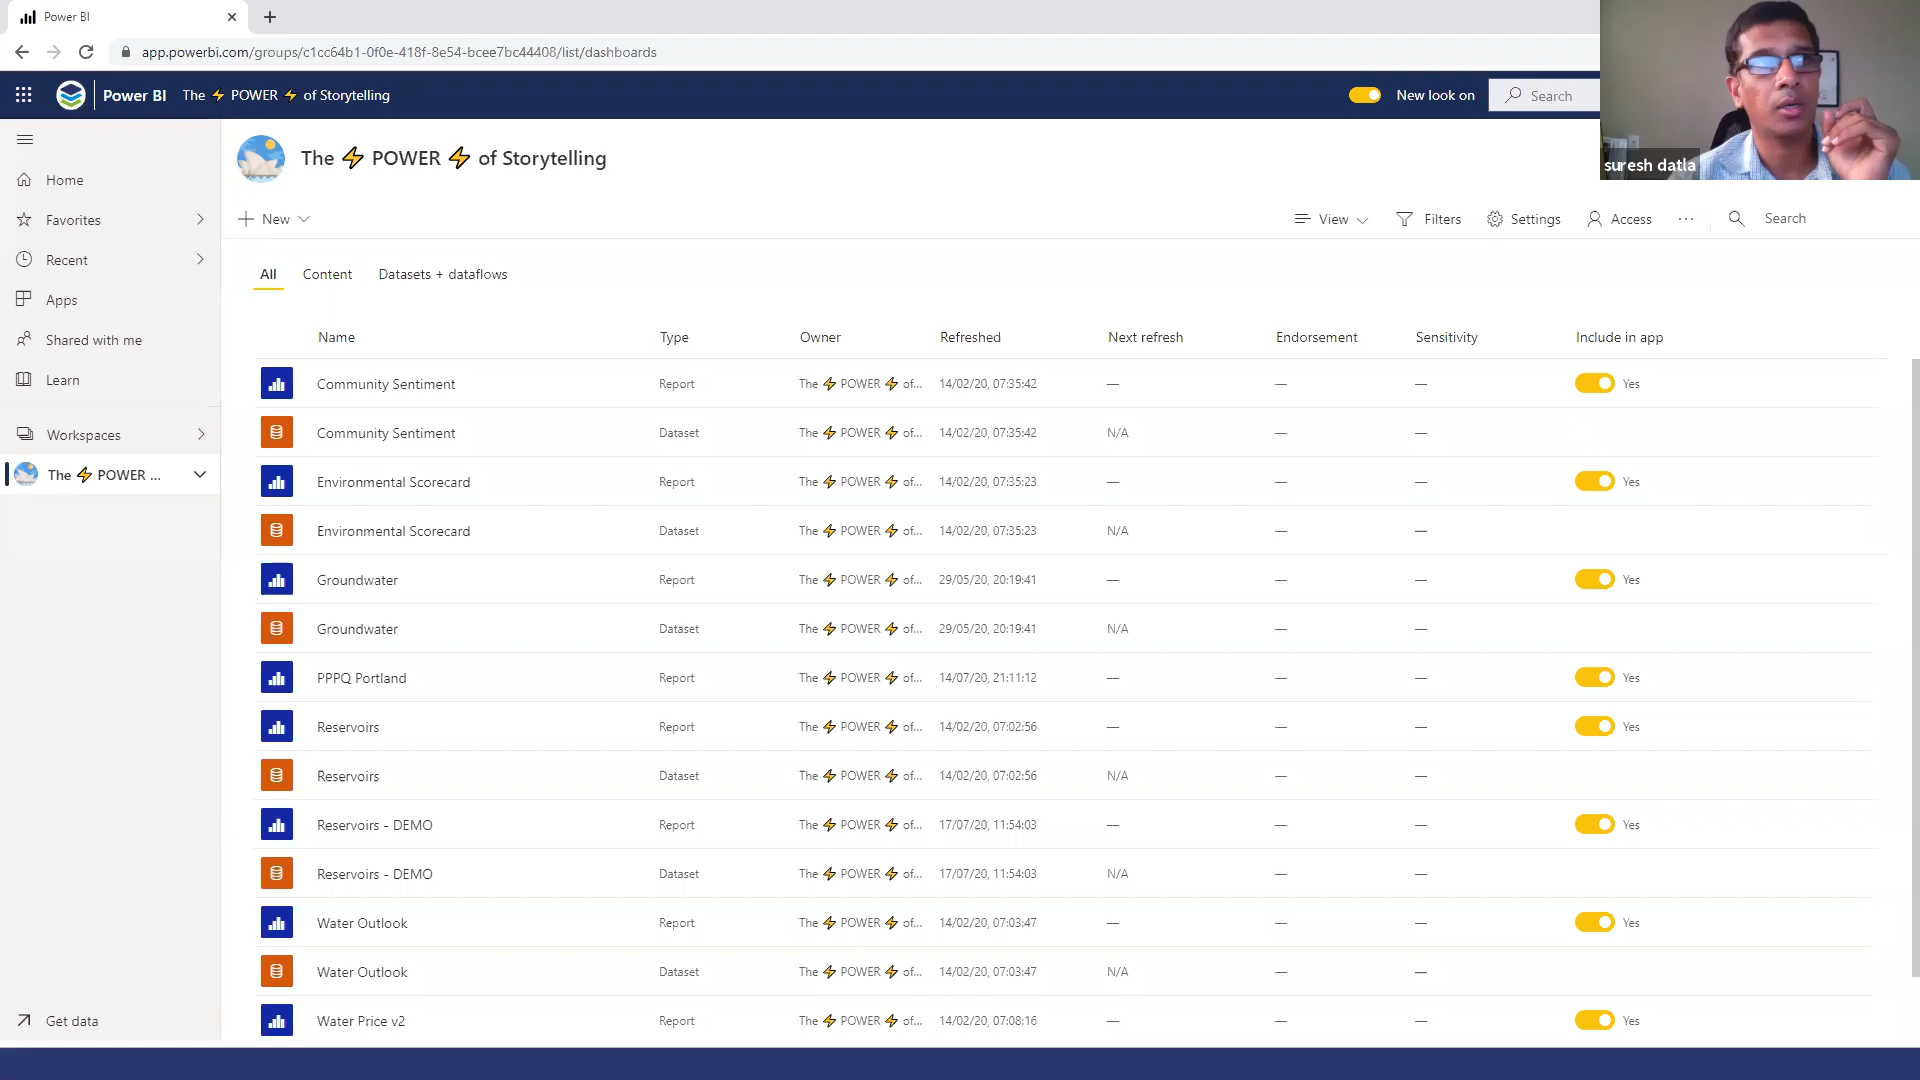 Power BI
app.powerbi.com/groups/c1cc64b1-0f0e-418f-8e54-bcee7bc44408/list/dashboards
Power BI The ⚡ POWER ⚡ of Storytelling New look on Search
suresh datla
The ⚡ POWER ⚡ of Storytelling
New View Filters Settings Access ... Search
Home
Favorites
Recent
Apps
Shared with me
Learn
Workspaces
The ⚡ POWER ...
Get data
All Content Datasets + dataflows
Name Type Owner Refreshed Next refresh Endorsement Sensitivity Include in app
Community Sentiment Report The ⚡ POWER ⚡ of... 14/02/20, 07:35:42 — — — Yes
Community Sentiment Dataset The ⚡ POWER ⚡ of... 14/02/20, 07:35:42 N/A — —
Environmental Scorecard Report The ⚡ POWER ⚡ of... 14/02/20, 07:35:23 — — — Yes
Environmental Scorecard Dataset The ⚡ POWER ⚡ of... 14/02/20, 07:35:23 N/A — —
Groundwater Report The ⚡ POWER ⚡ of... 29/05/20, 20:19:41 — — — Yes
Groundwater Dataset The ⚡ POWER ⚡ of... 29/05/20, 20:19:41 N/A — —
PPPQ Portland Report The ⚡ POWER ⚡ of... 14/07/20, 21:11:12 — — — Yes
Reservoirs Report The ⚡ POWER ⚡ of... 14/02/20, 07:02:56 — — — Yes
Reservoirs Dataset The ⚡ POWER ⚡ of... 14/02/20, 07:02:56 N/A — —
Reservoirs - DEMO Report The ⚡ POWER ⚡ of... 17/07/20, 11:54:03 — — — Yes
Reservoirs - DEMO Dataset The ⚡ POWER ⚡ of... 17/07/20, 11:54:03 N/A — —
Water Outlook Report The ⚡ POWER ⚡ of... 14/02/20, 07:03:47 — — — Yes
Water Outlook Dataset The ⚡ POWER ⚡ of... 14/02/20, 07:03:47 N/A — —
Water Price v2 Report The ⚡ POWER ⚡ of... 14/02/20, 07:08:16 — — — Yes